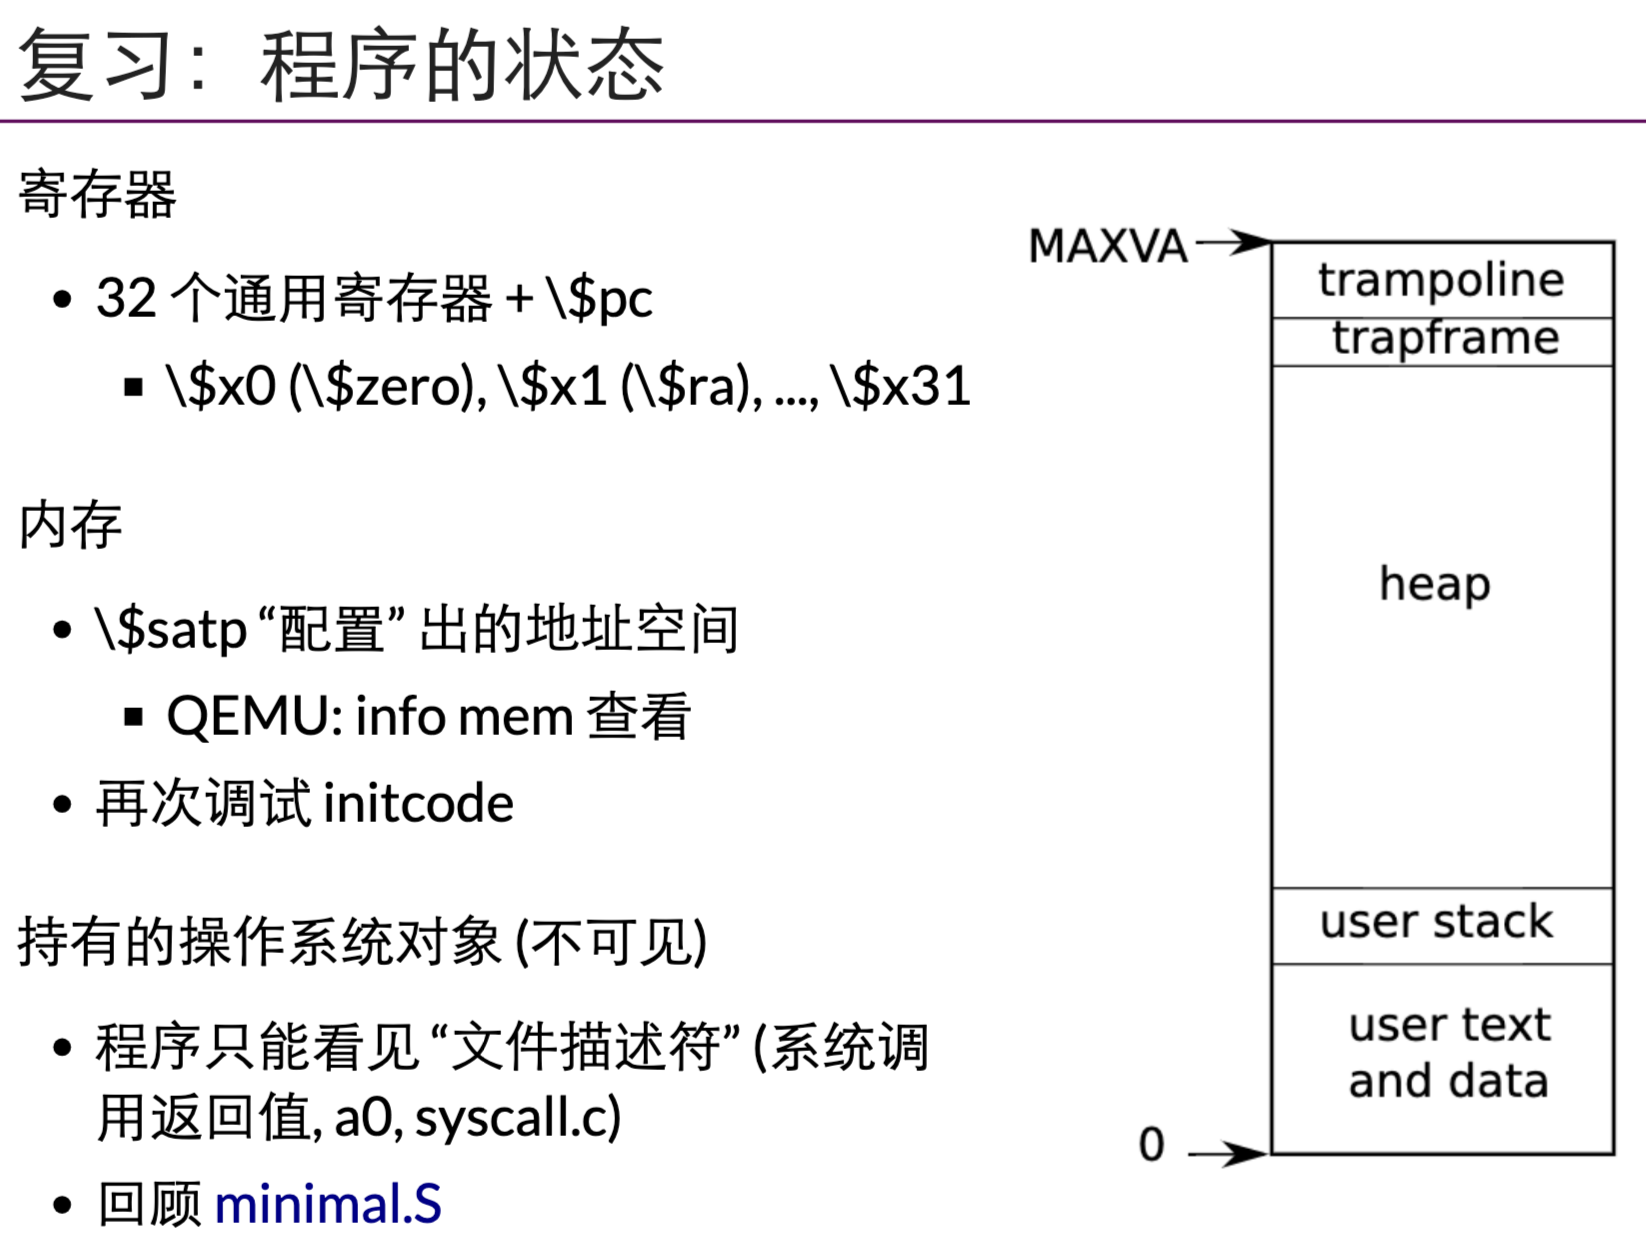 复习：程序的状态
寄存器
• 32 个通用寄存器 + \$pc
▪ \$x0 (\$zero), \$x1 (\$ra), ..., \$x31
内存
• \$satp “配置” 出的地址空间
▪ QEMU: info mem 查看
• 再次调试 initcode
持有的操作系统对象 (不可见)
• 程序只能看见 “文件描述符” (系统调
用返回值, a0, syscall.c)
• 回顾 minimal.S
MAXVA
trampoline
trapframe
heap
user stack
user text
and data
0